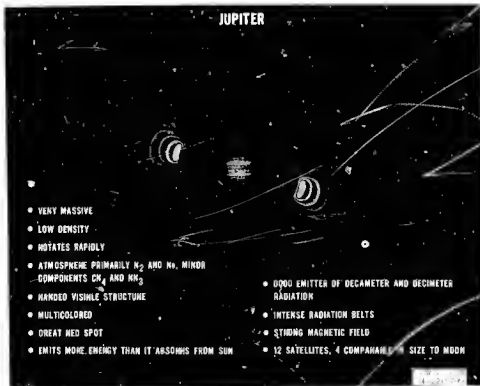 JUPITER
• VERY MASSIVE
• LOW DENSITY
• ROTATES RAPIDLY
• ATMOSPHERE PRIMARILY N₂ AND He, MINOR
COMPONENTS CH₄ AND NH₃
• BANDED VISIBLE STRUCTURE
• MULTICOLORED
• GREAT RED SPOT
• EMITS MORE ENERGY THAN IT ABSORBS FROM SUN
• GOOD EMITTER OF DECAMETER AND DECIMETER
RADIATION
• INTENSE RADIATION BELTS
• STRONG MAGNETIC FIELD
• 12 SATELLITES, 4 COMPARABLE IN SIZE TO MOON